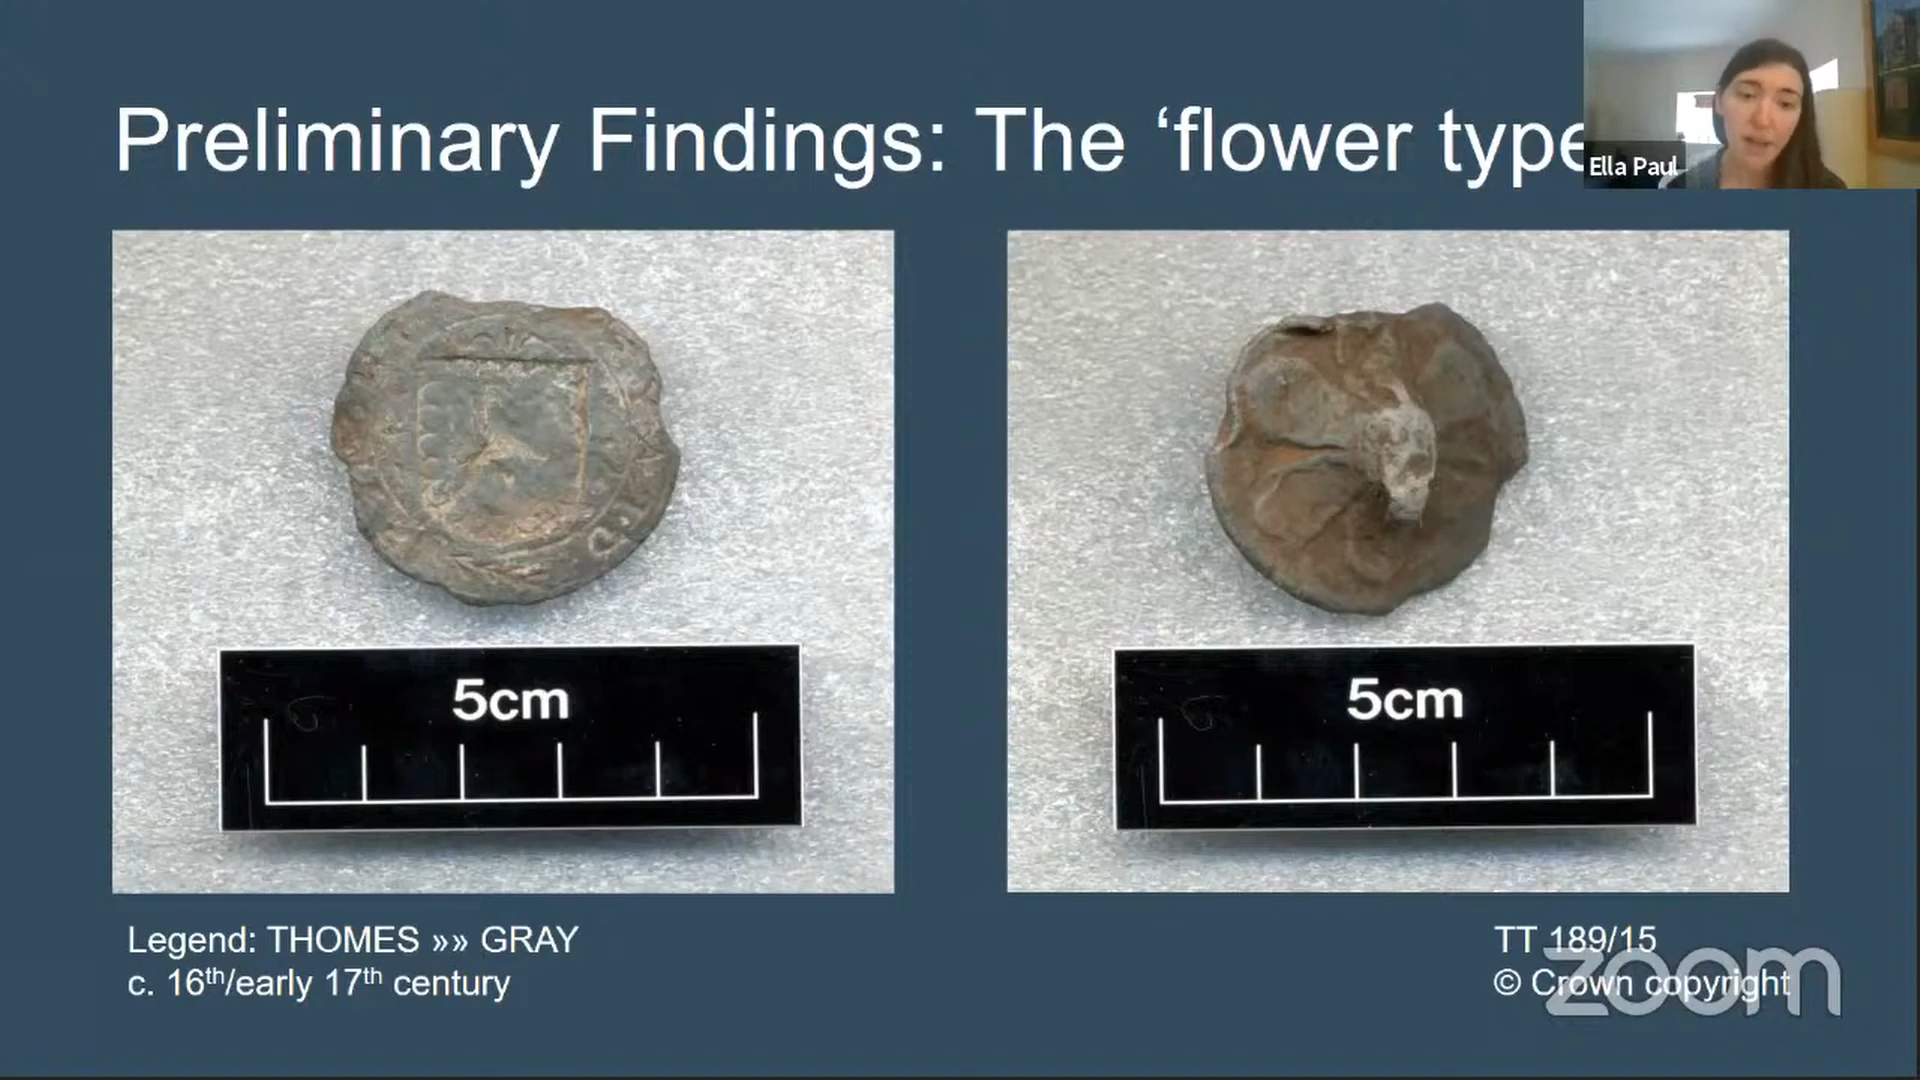 Preliminary Findings: The ‘flower type
Ella Paul
5cm
5cm
Legend: THOMES »» GRAY
c. 16th/early 17th century
TT 189/15
© Crown copyright
zoom